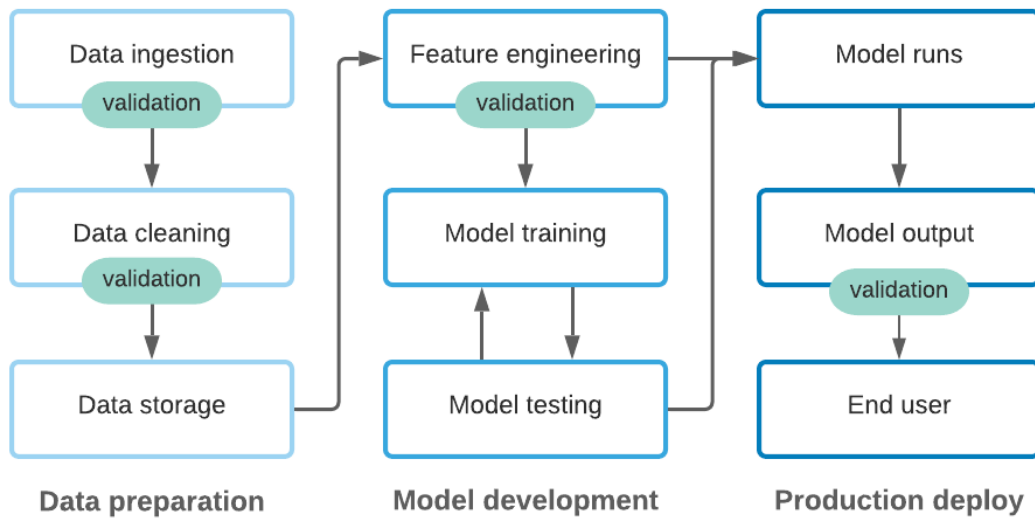 Data ingestion
validation
Data cleaning
validation
Data storage
Data preparation
Feature engineering
validation
Model training
Model testing
Model development
Model runs
Model output
validation
End user
Production deploy